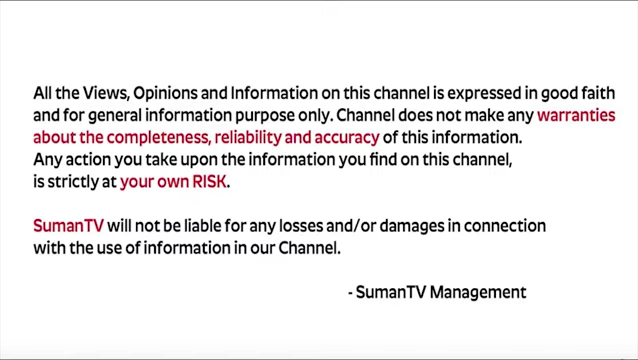 All the Views, Opinions and Information on this channel is expressed in good faith
and for general information purpose only. Channel does not make any warranties
about the completeness, reliability and accuracy of this information.
Any action you take upon the information you find on this channel,
is strictly at your own RISK.
SumanTV will not be liable for any losses and/or damages in connection
with the use of information in our Channel.
- SumanTV Management